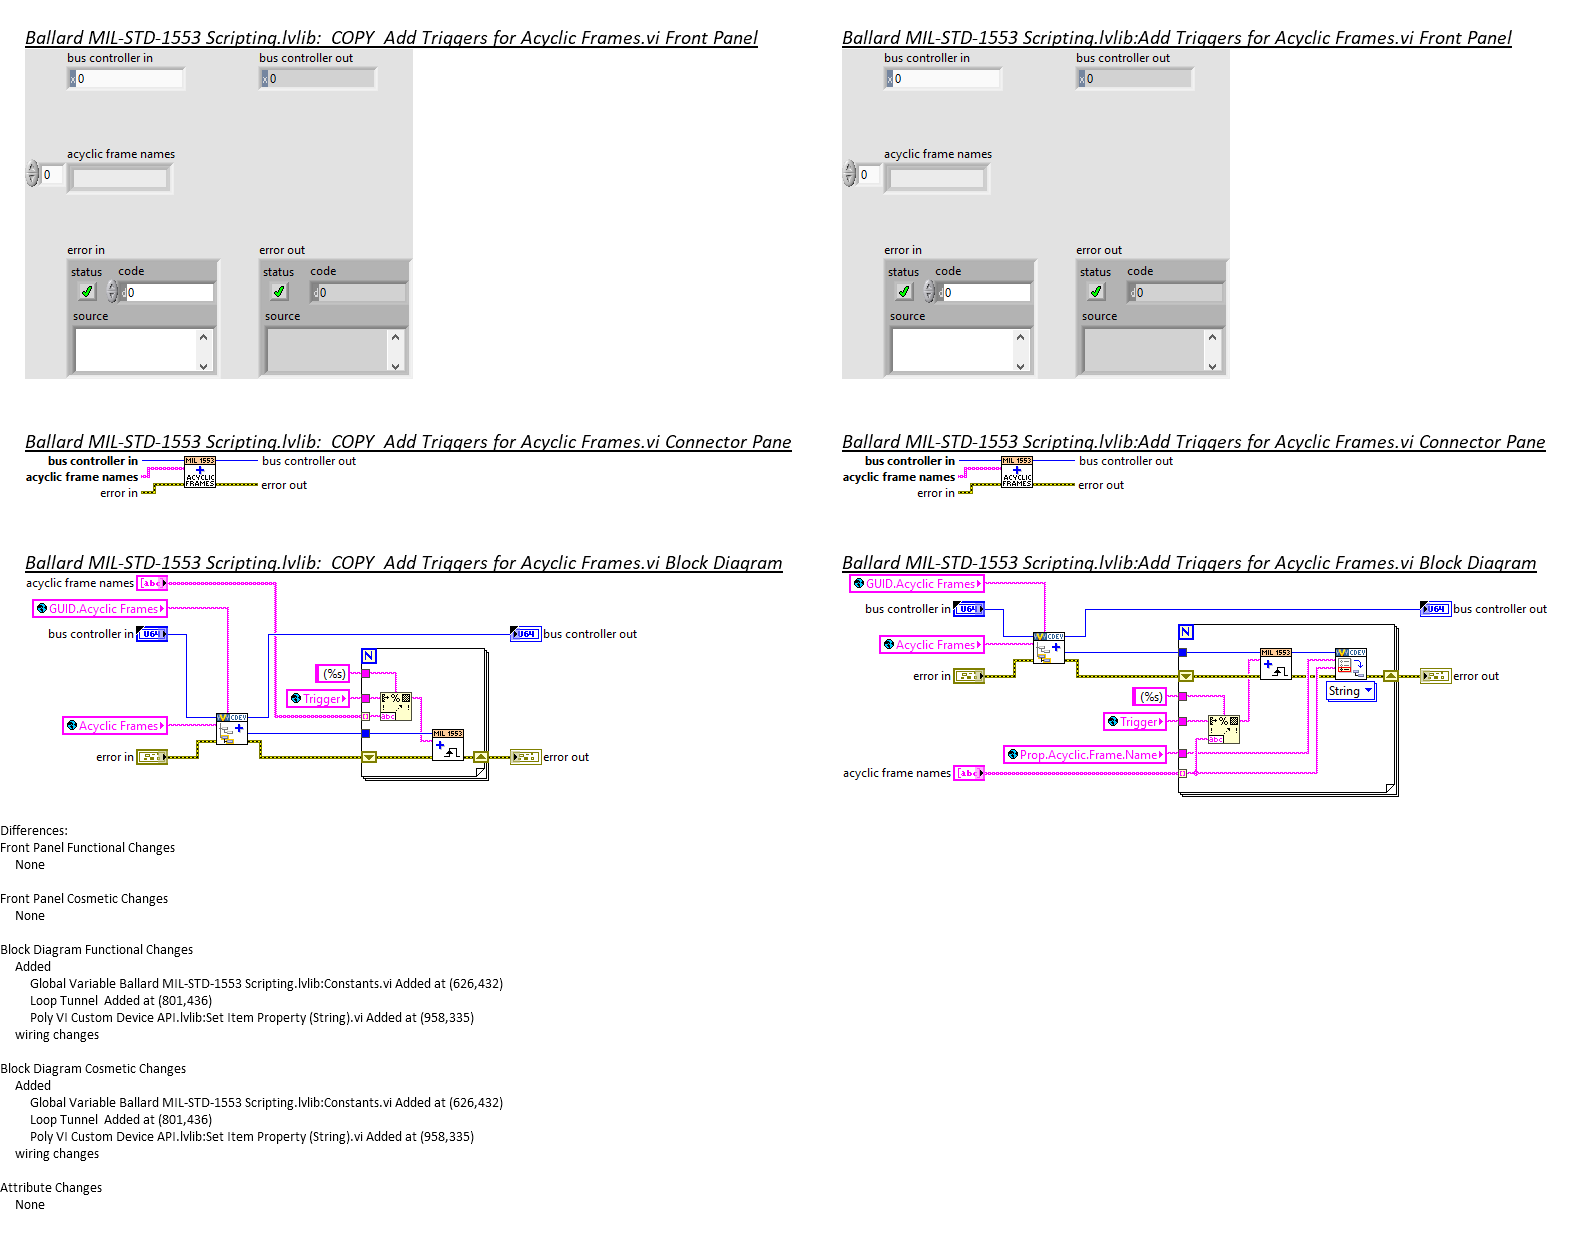 Ballard MIL-STD-1553 Scripting.lvlib:  COPY  Add Triggers for Acyclic Frames.vi Front Panel
bus controller in
bus controller out
x 0
x 0
acyclic frame names
0
error in
error out
status
code
status
code
d 0
d 0
source
source
Ballard MIL-STD-1553 Scripting.lvlib:Add Triggers for Acyclic Frames.vi Front Panel
bus controller in
bus controller out
x 0
x 0
acyclic frame names
0
error in
error out
status
code
status
code
d 0
d 0
source
source
Ballard MIL-STD-1553 Scripting.lvlib:  COPY  Add Triggers for Acyclic Frames.vi Connector Pane
bus controller in
MIL 1553
bus controller out
acyclic frame names
ACYCLIC
FRAMES
error in
error out
Ballard MIL-STD-1553 Scripting.lvlib:Add Triggers for Acyclic Frames.vi Connector Pane
bus controller in
MIL 1553
bus controller out
acyclic frame names
ACYCLIC
FRAMES
error in
error out
Ballard MIL-STD-1553 Scripting.lvlib:  COPY  Add Triggers for Acyclic Frames.vi Block Diagram
acyclic frame names
abc
GUID.Acyclic Frames
bus controller in
U64
U64
bus controller out
N
(%s)
Trigger
%
abc
Acyclic Frames
CDEV
MIL 1553
error in
error out
Ballard MIL-STD-1553 Scripting.lvlib:Add Triggers for Acyclic Frames.vi Block Diagram
GUID.Acyclic Frames
bus controller in
U64
U64
bus controller out
N
Acyclic Frames
CDEV
MIL 1553
CDEV
error in
error out
String
(%s)
Trigger
%
abc
Prop.Acyclic.Frame.Name
acyclic frame names
abc
Differences:
Front Panel Functional Changes
None
Front Panel Cosmetic Changes
None
Block Diagram Functional Changes
Added
Global Variable Ballard MIL-STD-1553 Scripting.lvlib:Constants.vi Added at (626,432)
Loop Tunnel  Added at (801,436)
Poly VI Custom Device API.lvlib:Set Item Property (String).vi Added at (958,335)
wiring changes
Block Diagram Cosmetic Changes
Added
Global Variable Ballard MIL-STD-1553 Scripting.lvlib:Constants.vi Added at (626,432)
Loop Tunnel  Added at (801,436)
Poly VI Custom Device API.lvlib:Set Item Property (String).vi Added at (958,335)
wiring changes
Attribute Changes
None